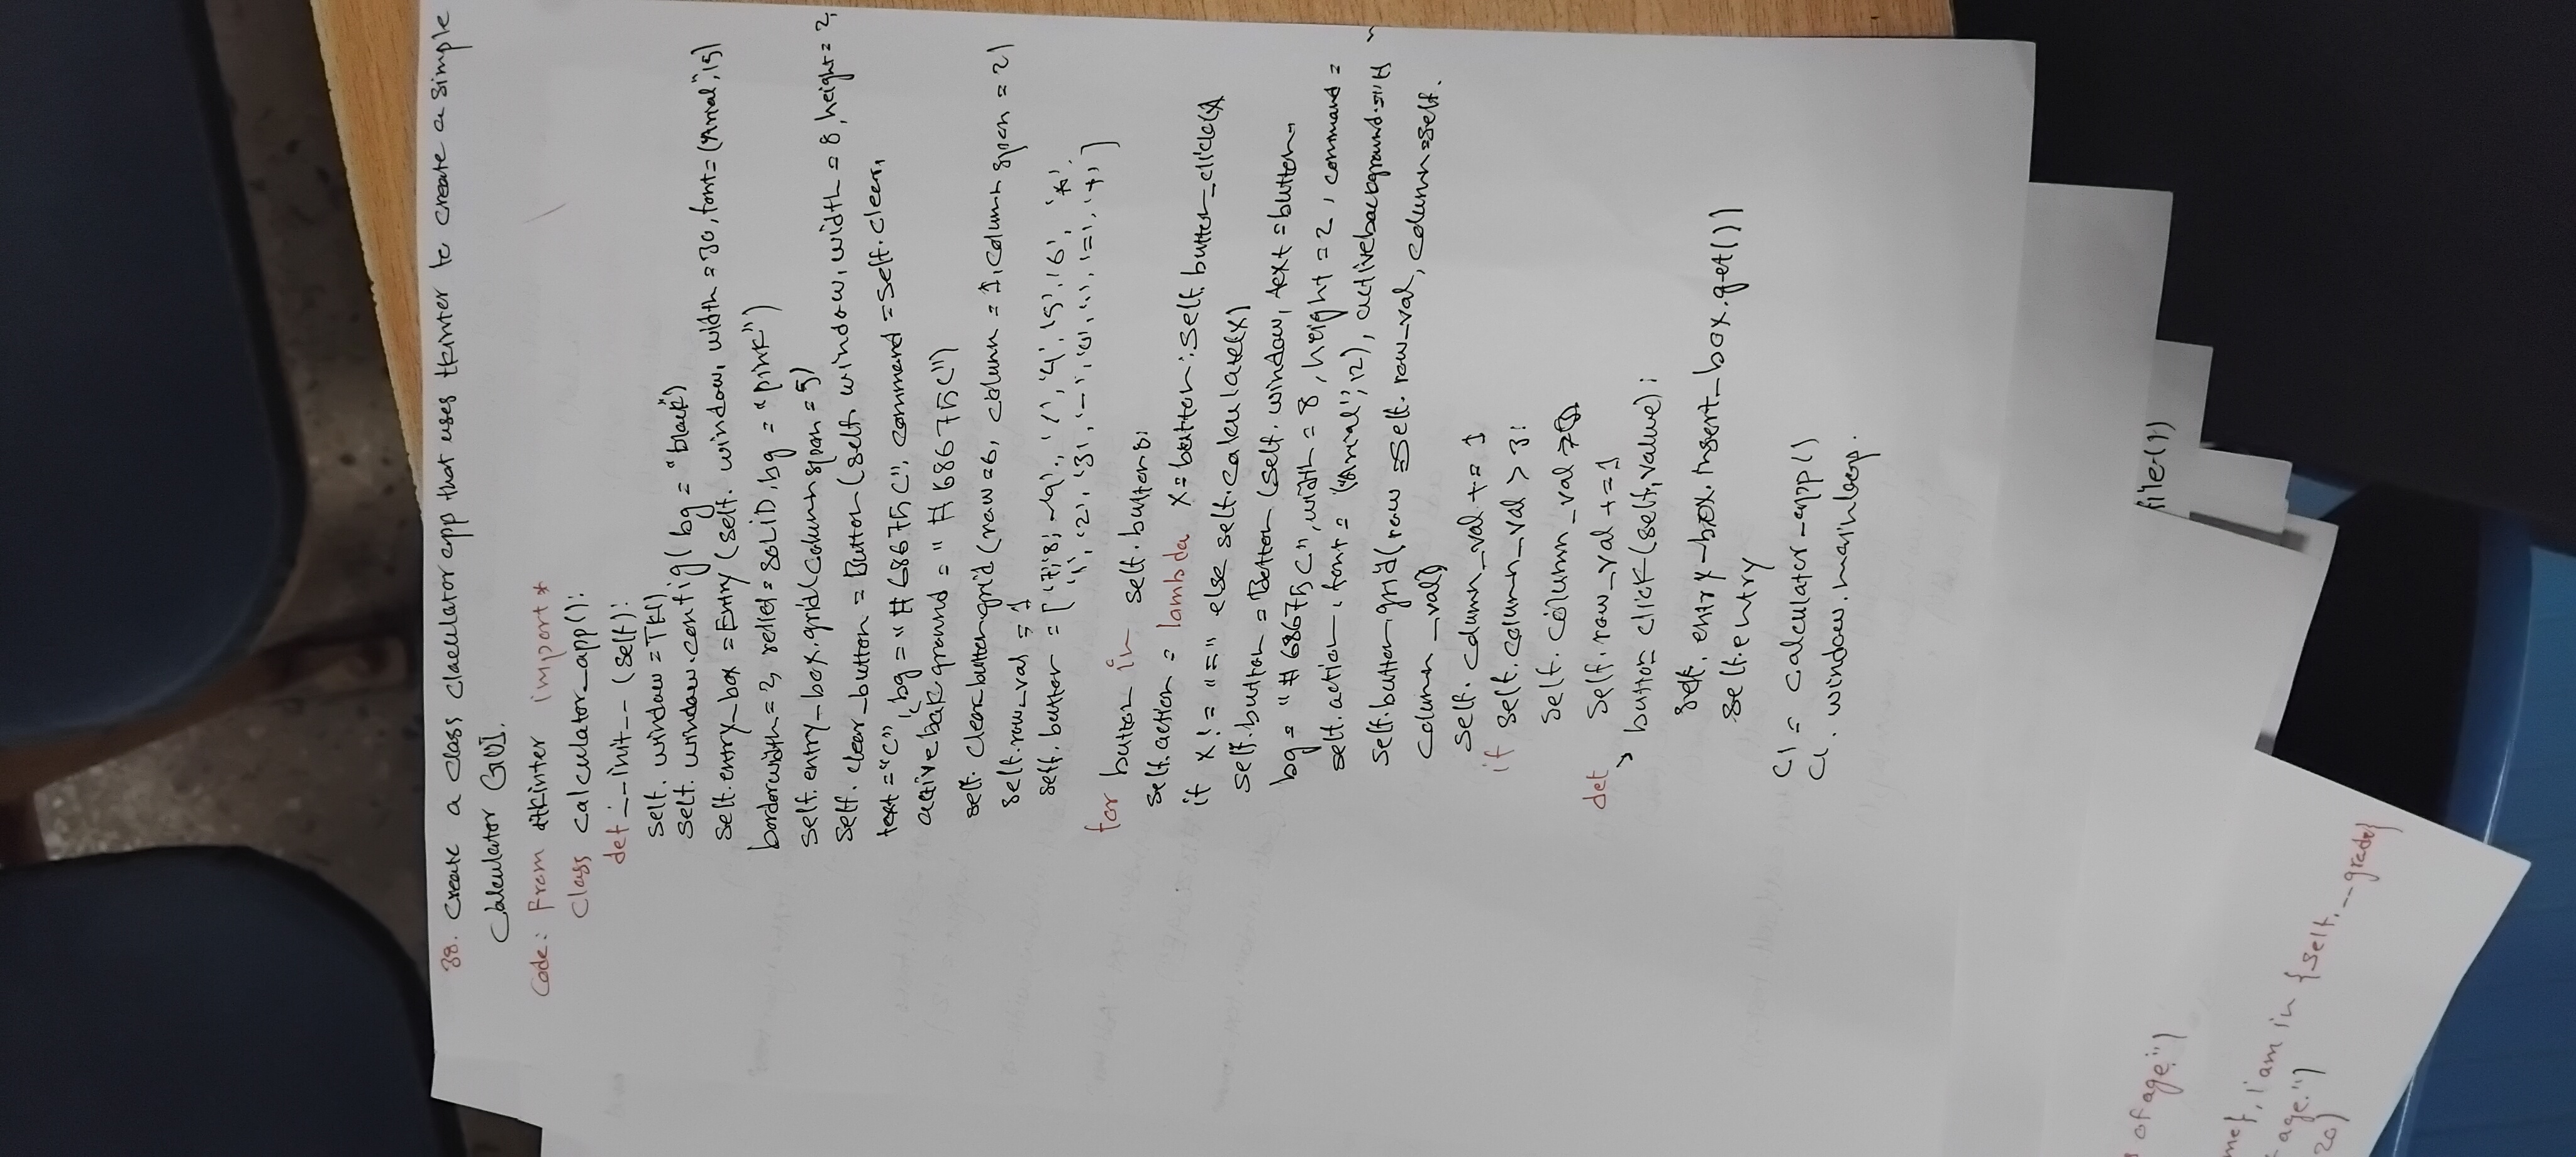 38. Create a class claculator app that uses tkinter to create a simple
Calculator GUI.
Code: From tkinter import *
class calculator_app():
def __init__(self):
self. window = Tk()
self. window.config( bg = "black")
self.entry_box = Entry (self. window, width = 30, font = ("Arial", 15)
borderwidth = 2, relief = SOLID, bg = "pink")
self. entry_box.grid(columnspan = 5)
self. clear_button = Button (self. window, width = 8, height = 2,
text = "C", bg = "# 68675C", command = self.clear,
active back ground = "# 68675C")
self. clear_button.grid (row = 6, column = 1, column span = 2)
self.row_val = 1
self. button = [ '7', '8', '9', '/', '4', '5', '6', '*',
'1', '2', '3', '-', '0', '.', '=', '+' ]
for button in self.buttons:
self.action = lambda x = button : self. button_click(x
if x != "=" else self.calculate(x)
self.button = Button (self. window, text = button,
bg = "# 68675C", width = 8, height = 2, command =
self.action, font = ("Arial", 12), activebackground = "#
self.button.grid(row = self. row_val, column = self.
column_val)
self. column_val += 1
if self.column_val > 3:
self. column_val
def self.row_val += 1
button click (self, value):
self. entry_box. insert_box.get())
self.entry
C1 = calculator_app()
C1. window.mainloop.
file-(1)
of age.")
me}, I am in {self.__grade}
age.")
20)